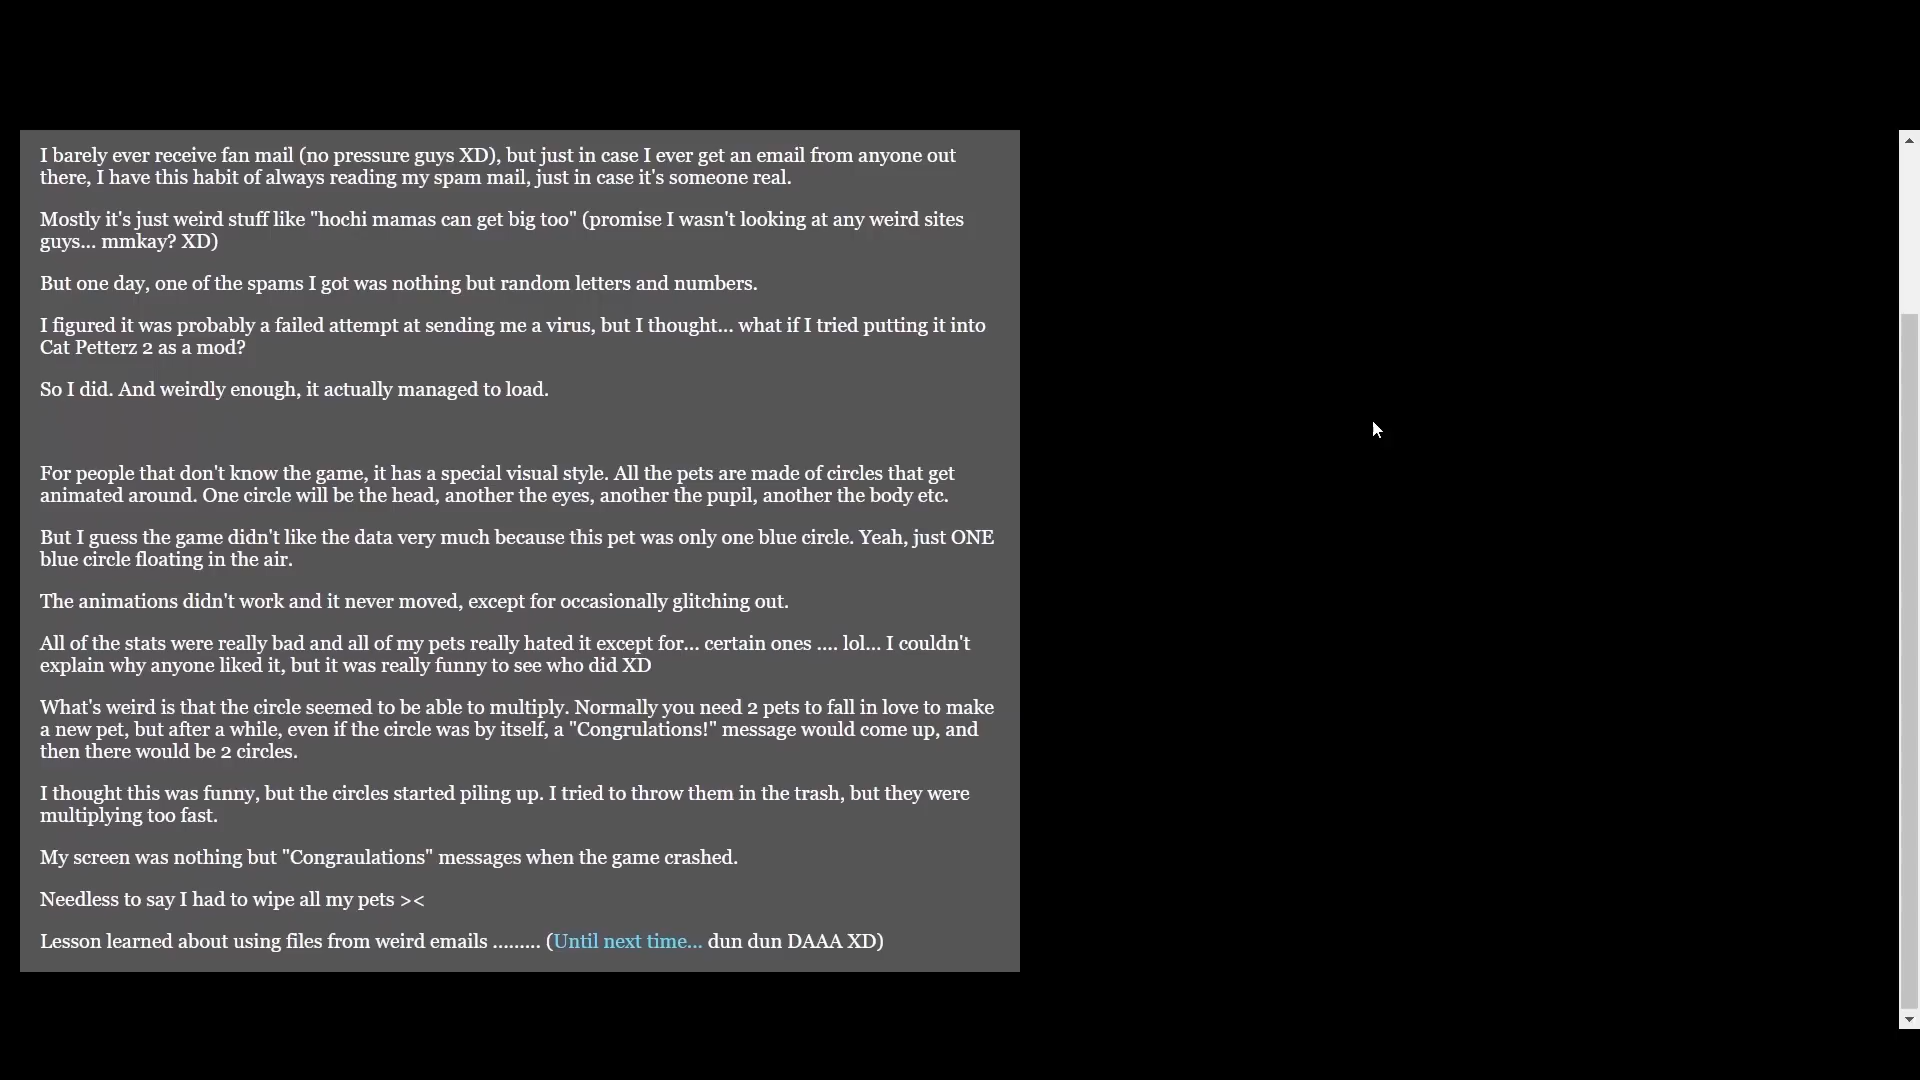 I barely ever receive fan mail (no pressure guys XD), but just in case I ever get an email from anyone out
there, I have this habit of always reading my spam mail, just in case it's someone real.
Mostly it's just weird stuff like "hochi mamas can get big too" (promise I wasn't looking at any weird sites
guys... mmkay? XD)
But one day, one of the spams I got was nothing but random letters and numbers.
I figured it was probably a failed attempt at sending me a virus, but I thought... what if I tried putting it into
Cat Petterz 2 as a mod?
So I did. And weirdly enough, it actually managed to load.
For people that don't know the game, it has a special visual style. All the pets are made of circles that get
animated around. One circle will be the head, another the eyes, another the pupil, another the body etc.
But I guess the game didn't like the data very much because this pet was only one blue circle. Yeah, just ONE
blue circle floating in the air.
The animations didn't work and it never moved, except for occasionally glitching out.
All of the stats were really bad and all of my pets really hated it except for... certain ones .... lol... I couldn't
explain why anyone liked it, but it was really funny to see who did XD
What's weird is that the circle seemed to be able to multiply. Normally you need 2 pets to fall in love to make
a new pet, but after a while, even if the circle was by itself, a "Congrulations!" message would come up, and
then there would be 2 circles.
I thought this was funny, but the circles started piling up. I tried to throw them in the trash, but they were
multiplying too fast.
My screen was nothing but "Congraulations" messages when the game crashed.
Needless to say I had to wipe all my pets ><
Lesson learned about using files from weird emails ......... (Until next time... dun dun DAAA XD)